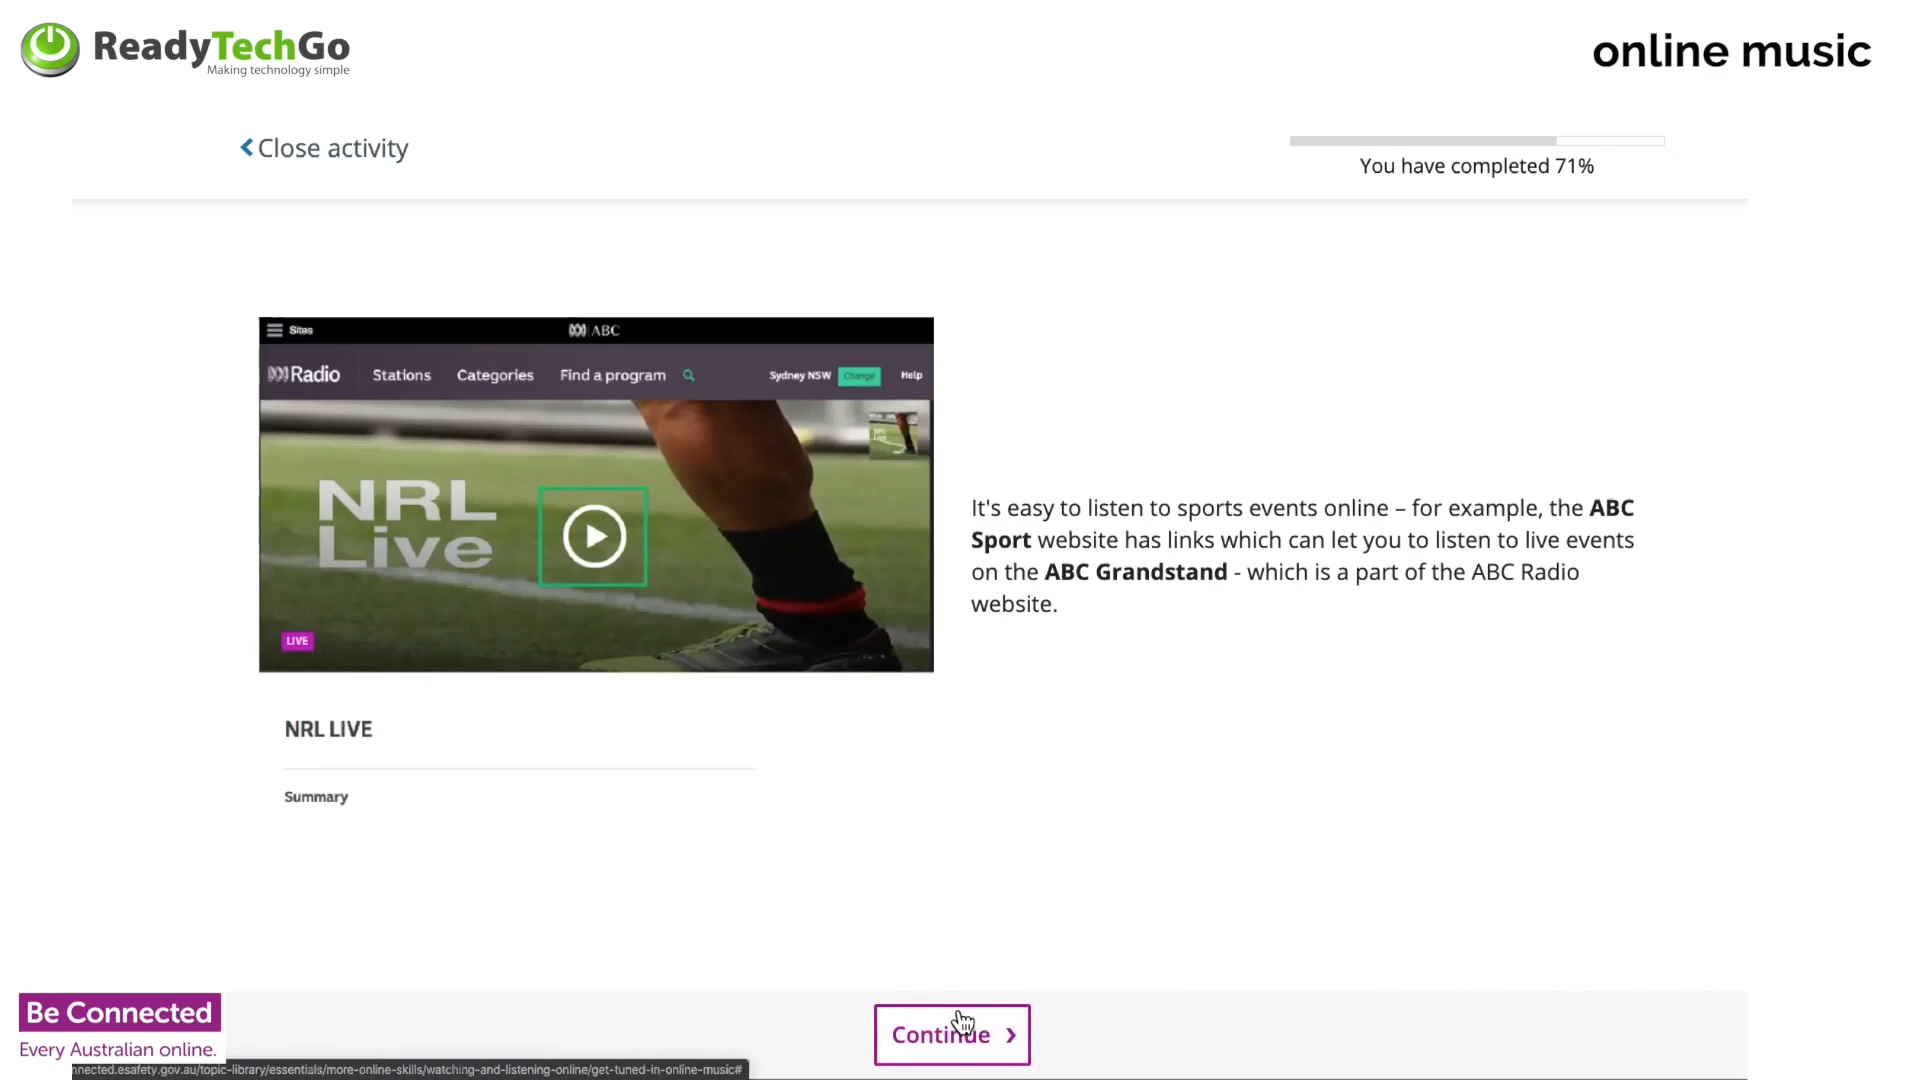 ReadyTechGo
Making technology simple
online music
Close activity
You have completed 71%
Sites
ABC
Radio
Stations
Categories
Find a program
Sydney NSW
Change
Help
NRL
Live
NRL
Live
LIVE
It's easy to listen to sports events online – for example, the ABC
Sport website has links which can let you to listen to live events
on the ABC Grandstand - which is a part of the ABC Radio
website.
NRL LIVE
Summary
Be Connected
Every Australian online.
Continue
nnected.esafety.gov.au/topic-library/essentials/more-online-skills/watching-and-listening-online/get-tuned-in-online-music#